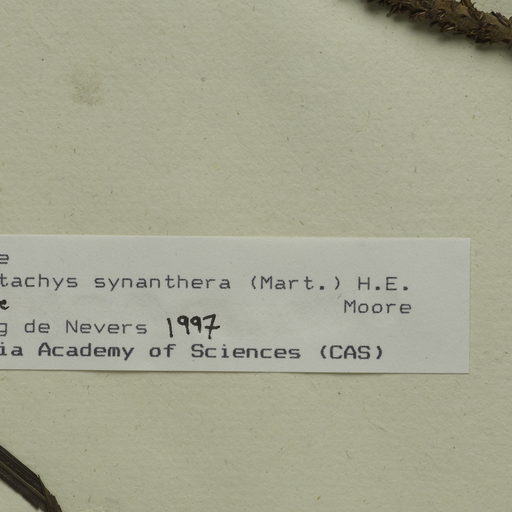 e
tachys synanthera (Mart.) H.E.
e Moore
g de Nevers 1997
ia Academy of Sciences (CAS)